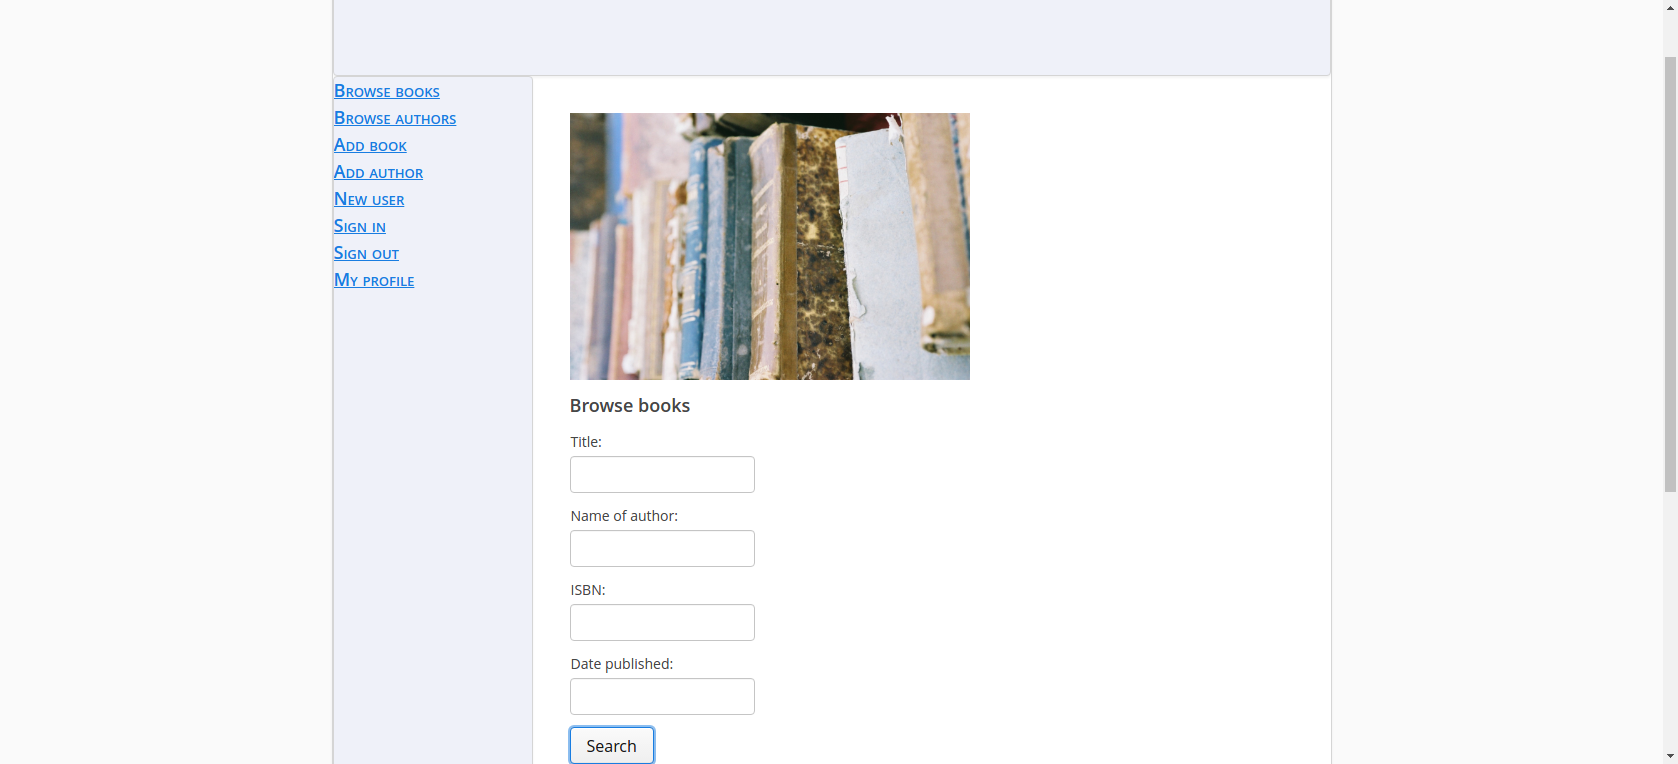 Browse books
Browse authors
Add book
Add author
New user
Sign in
Sign out
My profile
Browse books
Title:
Name of author:
ISBN:
Date published:
Search